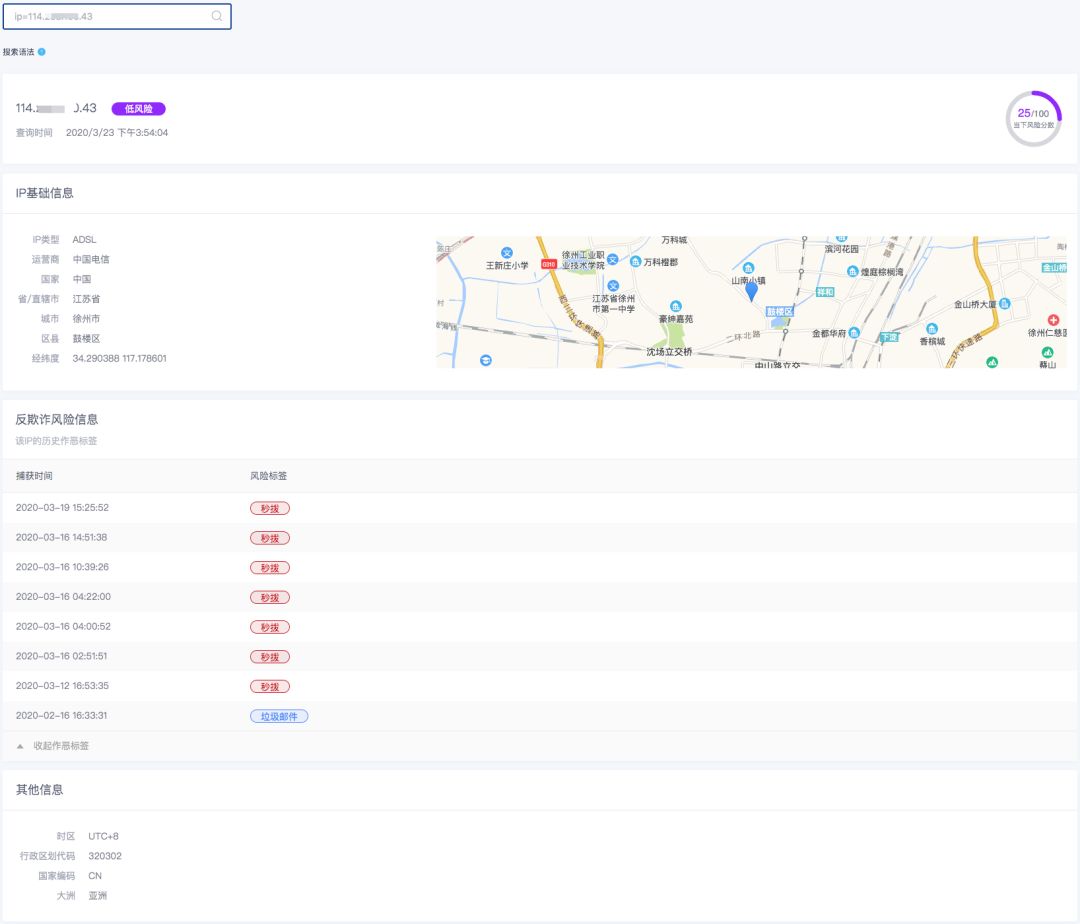 ip=114. .43
搜索语法
114. .43 低风险
查询时间 2020/3/23 下午3:54:04
25/100
当下风险分数
IP基础信息
IP类型 ADSL
运营商 中国电信
国家 中国
省/直辖市 江苏省
城市 徐州市
区县 鼓楼区
经纬度 34.290388 117.178601
万科城
滨河花园
王新庄小学
G310
徐州工业职
业技术学院
万科橙郡
山南小镇
煌庭棕榈湾
金山桥
江苏省徐州
市第一中学
豪绅嘉苑
鼓楼区
祥和
金山桥大厦
金都华府
下淀
香槟城
二环北路
沈场立交桥
中山路立交
三环快速路
反欺诈风险信息
该IP的历史作恶标签
捕获时间 风险标签
2020-03-19 15:25:52 秒拨
2020-03-16 14:51:38 秒拨
2020-03-16 10:39:26 秒拨
2020-03-16 04:22:00 秒拨
2020-03-16 04:00:52 秒拨
2020-03-16 02:51:51 秒拨
2020-03-12 16:53:35 秒拨
2020-02-16 16:33:31 垃圾邮件
收起作恶标签
其他信息
时区 UTC+8
行政区划代码 320302
国家编码 CN
大洲 亚洲